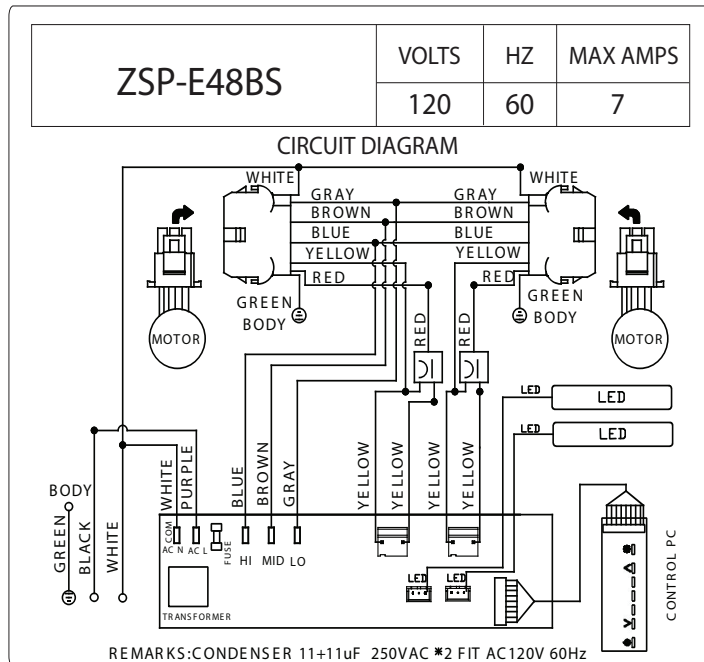 ZSP-E48BS
VOLTS HZ MAX AMPS
120 60 7
CIRCUIT DIAGRAM
WHITE WHITE
GRAY GRAY
BROWN BROWN
BLUE BLUE
YELLOW YELLOW
RED RED
GREEN BODY
GREEN BODY
MOTOR MOTOR
RED RED
LED LED
LED LED
BODY
GREEN
BLACK
WHITE
WHITE
PURPLE
BLUE
BROWN
GRAY
YELLOW
YELLOW
YELLOW
YELLOW
COM
AC N AC L
FUSE
HI MID LO
LED LED
TRANSFORMER
CONTROL PC
REMARKS:CONDENSER 11+11uF 250VAC *2 FIT AC120V 60Hz